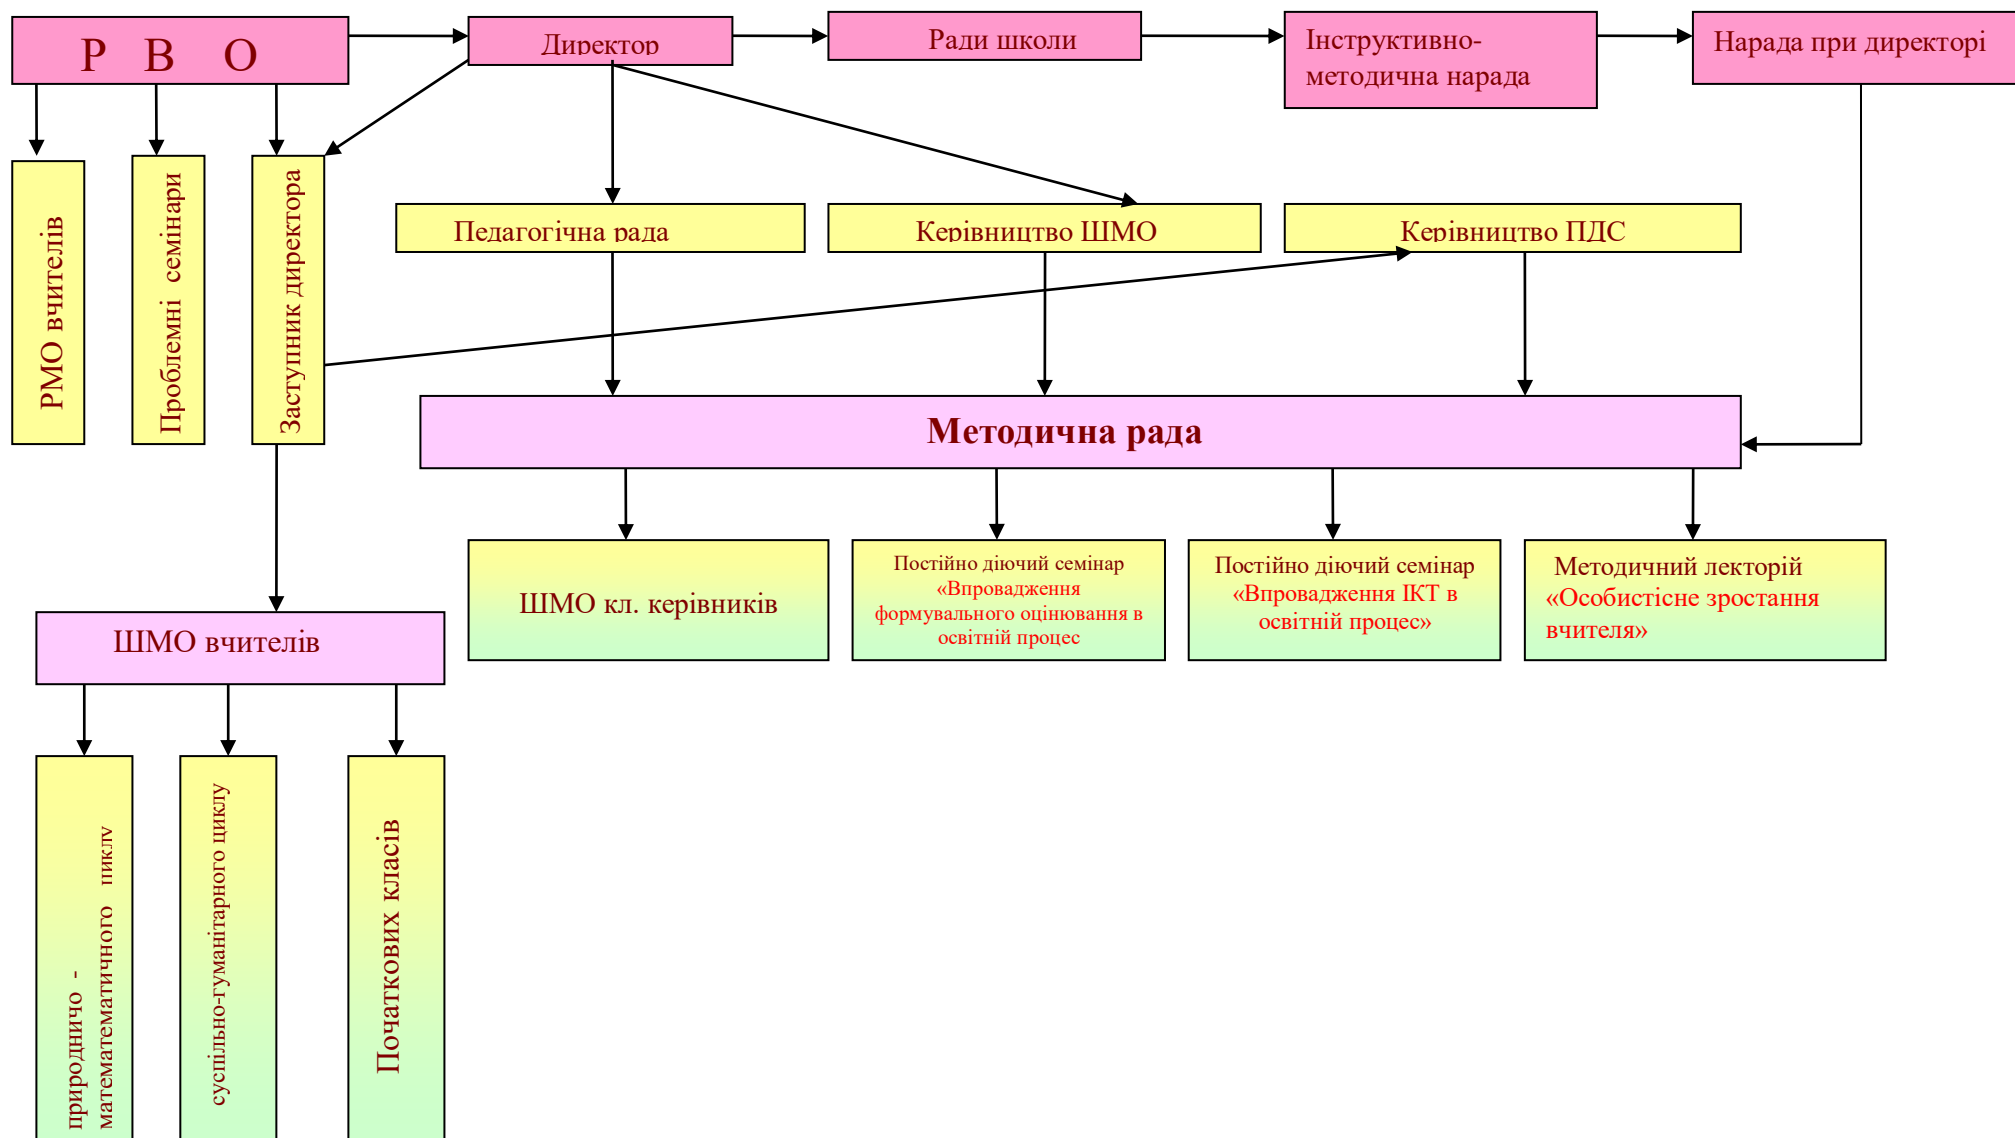 Р В О
Директор
Ради школи
Інструктивно-
методична нарада
Нарада при директорі
РМО вчителів
Проблемні семінари
Заступник директора
Педагогічна рада
Керівництво ШМО
Керівництво ПДС
Методична рада
ШМО кл. керівників
Постійно діючий семінар
«Впровадження
формувального оцінювання в
освітній процес
Постійно діючий семінар
«Впровадження ІКТ в
освітній процес»
Методичний лекторій
«Особистісне зростання
вчителя»
ШМО вчителів
природничо -
математематичного циклу
суспільно-гуманітарного циклу
Початкових класів